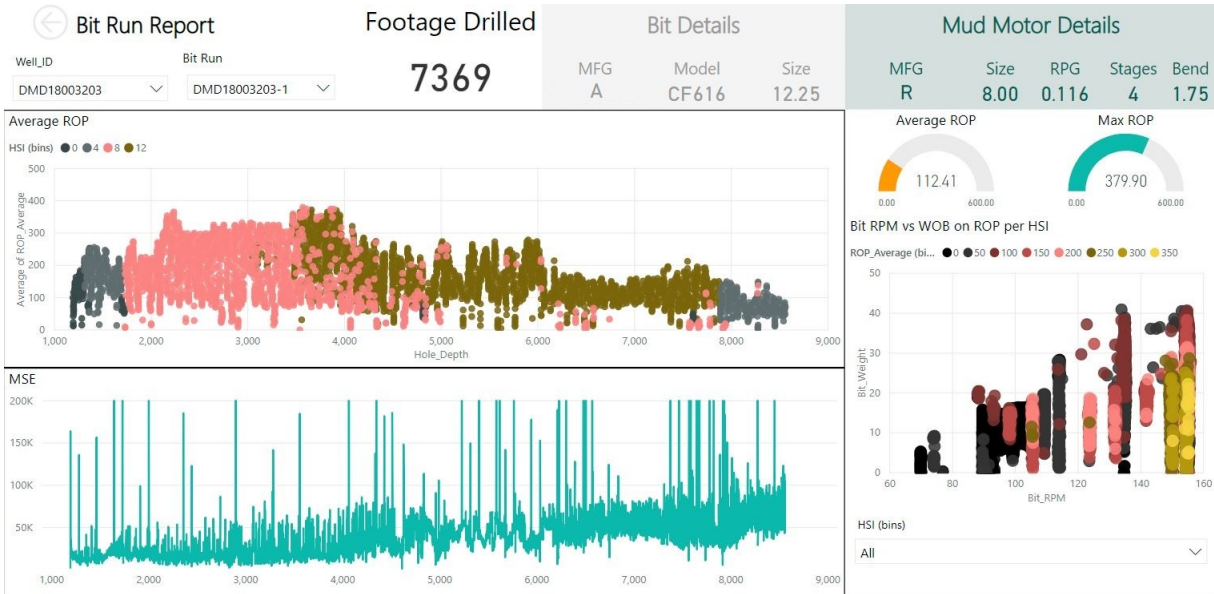 Bit Run Report
Footage Drilled
7369
Well_ID
DMD18003203
Bit Run
DMD18003203-1
Bit Details
MFG Model Size
A CF616 12.25
Mud Motor Details
MFG Size RPG Stages Bend
R 8.00 0.116 4 1.75
Average ROP
HSI (bins) 0 4 8 12
Average of ROP_Average
500
400
300
200
100
0
1,000 2,000 3,000 4,000 5,000 6,000 7,000 8,000 9,000
Hole_Depth
MSE
200K
150K
100K
50K
1,000 2,000 3,000 4,000 5,000 6,000 7,000 8,000 9,000
Average ROP
112.41
0.00 600.00
Max ROP
379.90
0.00 600.00
Bit RPM vs WOB on ROP per HSI
ROP_Average (bi... 0 50 100 150 200 250 300 350
Bit_Weight
50
40
30
20
10
0
60 80 100 120 140 160
Bit_RPM
HSI (bins)
All